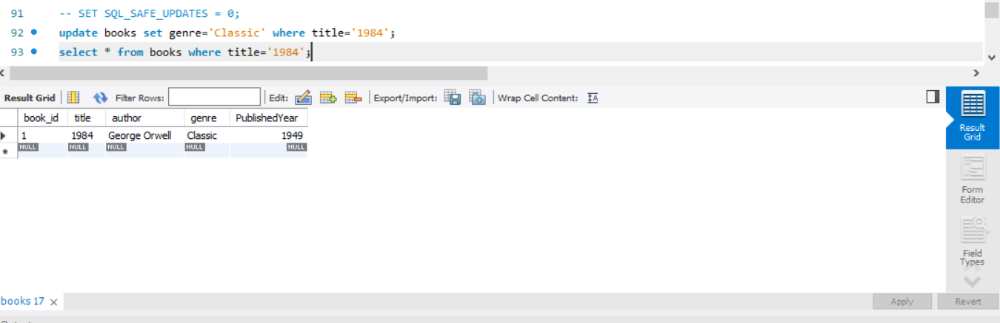 91 -- SET SQL_SAFE_UPDATES = 0;
92 update books set genre='Classic' where title='1984';
93 select * from books where title='1984';
Result Grid Filter Rows: Edit: Export/Import: Wrap Cell Content: IA
book_id title author genre PublishedYear
1 1984 George Orwell Classic 1949
NULL NULL NULL NULL NULL
Result
Grid
Form
Editor
Field
Types
books 17 Apply Revert